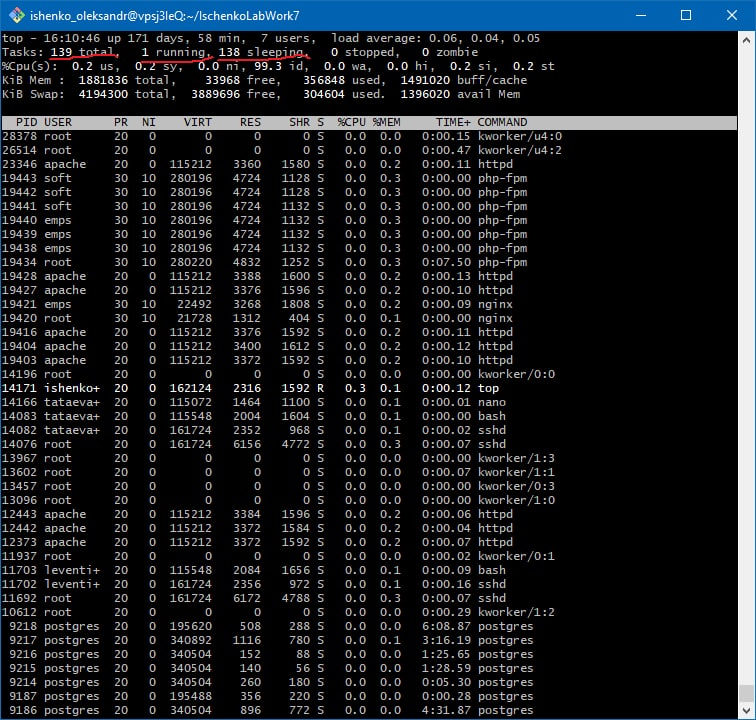 ishenko_oleksandr@vpsj3leQ:~/IschenkoLabWork7
top - 16:10:46 up 171 days, 58 min,  7 users,  load average: 0.06, 0.04, 0.05
Tasks: 139 total,   1 running, 138 sleeping,   0 stopped,   0 zombie
%Cpu(s):  0.2 us,  0.2 sy,  0.0 ni, 99.3 id,  0.0 wa,  0.0 hi,  0.2 si,  0.2 st
KiB Mem :  1881836 total,    33968 free,   356848 used,  1491020 buff/cache
KiB Swap:  4194300 total,  3889696 free,   304604 used.  1396020 avail Mem
PID USER      PR  NI    VIRT    RES    SHR S  %CPU %MEM     TIME+ COMMAND
28378 root      20   0       0      0      0 S   0.0  0.0   0:00.15 kworker/u4:0
26514 root      20   0       0      0      0 S   0.0  0.0   0:00.47 kworker/u4:2
23346 apache    20   0  115212   3360   1580 S   0.0  0.2   0:00.11 httpd
19443 soft      30  10  280196   4724   1128 S   0.0  0.3   0:00.00 php-fpm
19442 soft      30  10  280196   4724   1128 S   0.0  0.3   0:00.00 php-fpm
19441 soft      30  10  280196   4724   1132 S   0.0  0.3   0:00.00 php-fpm
19440 emps      30  10  280196   4724   1132 S   0.0  0.3   0:00.00 php-fpm
19439 emps      30  10  280196   4724   1132 S   0.0  0.3   0:00.00 php-fpm
19438 emps      30  10  280196   4724   1132 S   0.0  0.3   0:00.00 php-fpm
19434 root      30  10  280220   4832   1252 S   0.0  0.3   0:07.50 php-fpm
19428 apache    20   0  115212   3388   1600 S   0.0  0.2   0:00.13 httpd
19427 apache    20   0  115212   3376   1596 S   0.0  0.2   0:00.10 httpd
19421 emps      30  10   22492   3268   1808 S   0.0  0.2   0:00.09 nginx
19420 root      30  10   21728   1312    404 S   0.0  0.1   0:00.00 nginx
19416 apache    20   0  115212   3376   1592 S   0.0  0.2   0:00.11 httpd
19404 apache    20   0  115212   3400   1612 S   0.0  0.2   0:00.12 httpd
19403 apache    20   0  115212   3372   1592 S   0.0  0.2   0:00.10 httpd
14196 root      20   0       0      0      0 S   0.0  0.0   0:00.00 kworker/0:0
14171 ishenko+  20   0  162124   2316   1592 R   0.3  0.1   0:00.12 top
14166 tataeva+  20   0  115072   1464   1100 S   0.0  0.1   0:00.01 nano
14083 tataeva+  20   0  115548   2004   1604 S   0.0  0.1   0:00.00 bash
14082 tataeva+  20   0  161724   2352    968 S   0.0  0.1   0:00.02 sshd
14076 root      20   0  161724   6156   4772 S   0.0  0.3   0:00.07 sshd
13967 root      20   0       0      0      0 S   0.0  0.0   0:00.00 kworker/1:3
13602 root      20   0       0      0      0 S   0.0  0.0   0:00.07 kworker/1:1
13457 root      20   0       0      0      0 S   0.0  0.0   0:00.00 kworker/0:3
13096 root      20   0       0      0      0 S   0.0  0.0   0:00.00 kworker/1:0
12443 apache    20   0  115212   3384   1596 S   0.0  0.2   0:00.06 httpd
12442 apache    20   0  115212   3372   1584 S   0.0  0.2   0:00.04 httpd
12373 apache    20   0  115212   3372   1592 S   0.0  0.2   0:00.07 httpd
11937 root      20   0       0      0      0 S   0.0  0.0   0:00.02 kworker/0:1
11703 leventi+  20   0  115548   2084   1656 S   0.0  0.1   0:00.09 bash
11702 leventi+  20   0  161724   2356    972 S   0.0  0.1   0:00.16 sshd
11692 root      20   0  161724   6172   4788 S   0.0  0.3   0:00.07 sshd
10612 root      20   0       0      0      0 S   0.0  0.0   0:00.29 kworker/1:2
9218 postgres  20   0  195620    508    288 S   0.0  0.0   6:08.87 postgres
9217 postgres  20   0  340892   1116    780 S   0.0  0.1   3:16.19 postgres
9216 postgres  20   0  340504    152     88 S   0.0  0.0   1:25.65 postgres
9215 postgres  20   0  340504    140     56 S   0.0  0.0   1:28.59 postgres
9214 postgres  20   0  340504    260    180 S   0.0  0.0   0:05.30 postgres
9187 postgres  20   0  195488    356    220 S   0.0  0.0   0:00.28 postgres
9186 postgres  20   0  340504    896    772 S   0.0  0.0   4:31.87 postgres